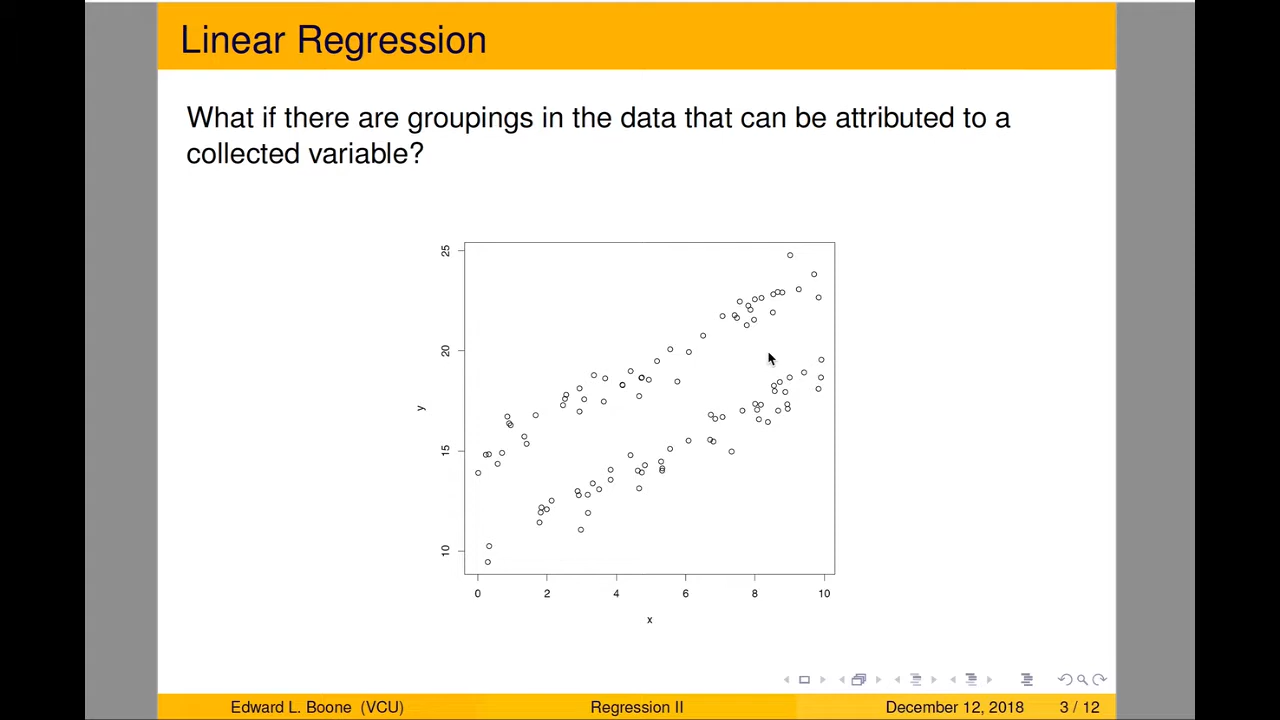 Linear Regression
What if there are groupings in the data that can be attributed to a
collected variable?
25
20
15
10
y
0 2 4 6 8 10
x
Edward L. Boone (VCU) Regression II December 12, 2018 3 / 12